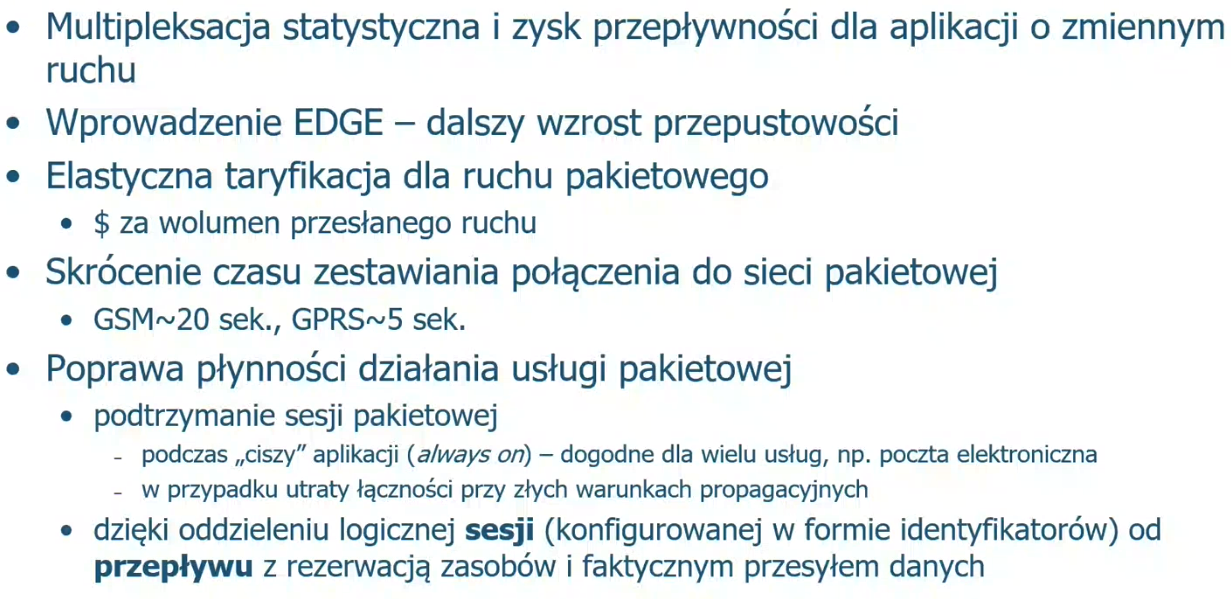 • Multipleksacja statystyczna i zysk przepływności dla aplikacji o zmiennym
ruchu
• Wprowadzenie EDGE – dalszy wzrost przepustowości
• Elastyczna taryfikacja dla ruchu pakietowego
• $ za wolumen przesłanego ruchu
• Skrócenie czasu zestawiania połączenia do sieci pakietowej
• GSM~20 sek., GPRS~5 sek.
• Poprawa płynności działania usługi pakietowej
• podtrzymanie sesji pakietowej
- podczas „ciszy” aplikacji (always on) – dogodne dla wielu usług, np. poczta elektroniczna
- w przypadku utraty łączności przy złych warunkach propagacyjnych
• dzięki oddzieleniu logicznej sesji (konfigurowanej w formie identyfikatorów) od
przepływu z rezerwacją zasobów i faktycznym przesyłem danych